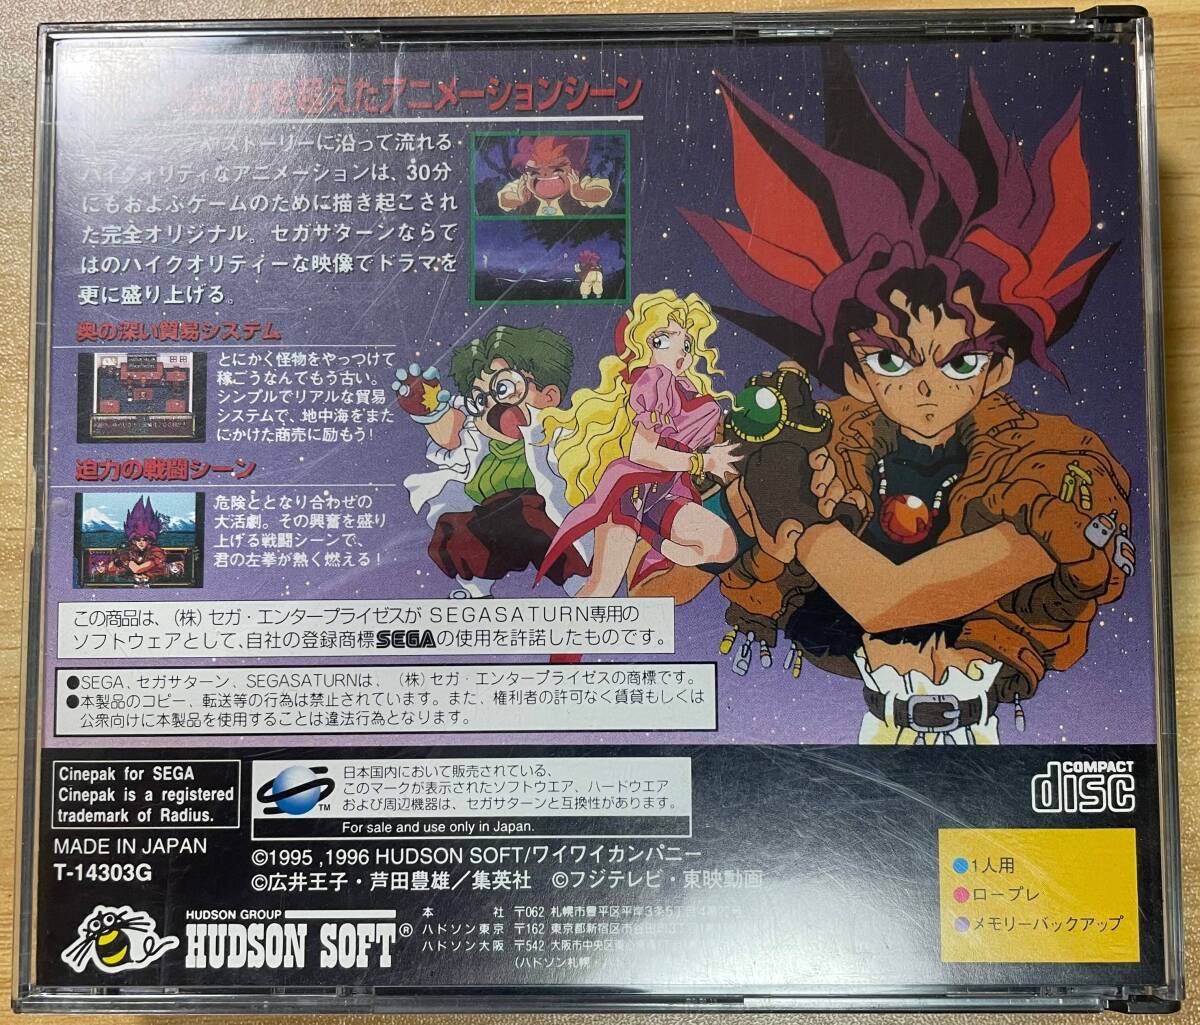 を超えたアニメーションシーン
ストーリーに沿って流れる
ハイクォリティなアニメーションは、30分
にもおよぶゲームのために描き起こされ
た完全オリジナル。セガサターンならで
はのハイクオリティーな映像でドラマを
更に盛り上げる。
奥の深い貿易システム
とにかく怪物をやっつけて
稼ごうなんてもう古い。
シンプルでリアルな貿易
システムで、地中海をまた
にかけた商売に励もう!
迫力の戦闘シーン
危険ととなり合わせの
大活劇。その興奮を盛り
上げる戦闘シーンで、
君の左拳が熱く燃える!
この商品は、(株)セガ・エンタープライゼスがSEGASATURN専用の
ソフトウェアとして、自社の登録商標SEGAの使用を許諾したものです。
●SEGA、セガサターン、SEGASATURNは、(株)セガ・エンタープライゼスの商標です。
●本製品のコピー、転送等の行為は禁止されています。また、権利者の許可なく賃貸もしくは
公衆向けに本製品を使用することは違法行為となります。
Cinepak for SEGA
Cinepak is a registered
trademark of Radius.
MADE IN JAPAN
T-14303G
TM
日本国内において販売されている、
このマークが表示されたソフトウエア、ハードウエア
および周辺機器は、セガサターンと互換性があります。
For sale and use only in Japan.
©1995 ,1996 HUDSON SOFT/ワイワイカンパニー
©広井王子・芦田豊雄/集英社 ©フジテレビ・東映動画
COMPACT
disc
●1人用
●ロープレ
●メモリーバックアップ
HUDSON GROUP
HUDSON SOFT®
本社 〒062 札幌市豊平区平岸3条5丁目
ハドソン東京 〒162 東京都新宿区市谷田町
ハドソン大阪 〒542 大阪市中央区
(ハドソン札幌・